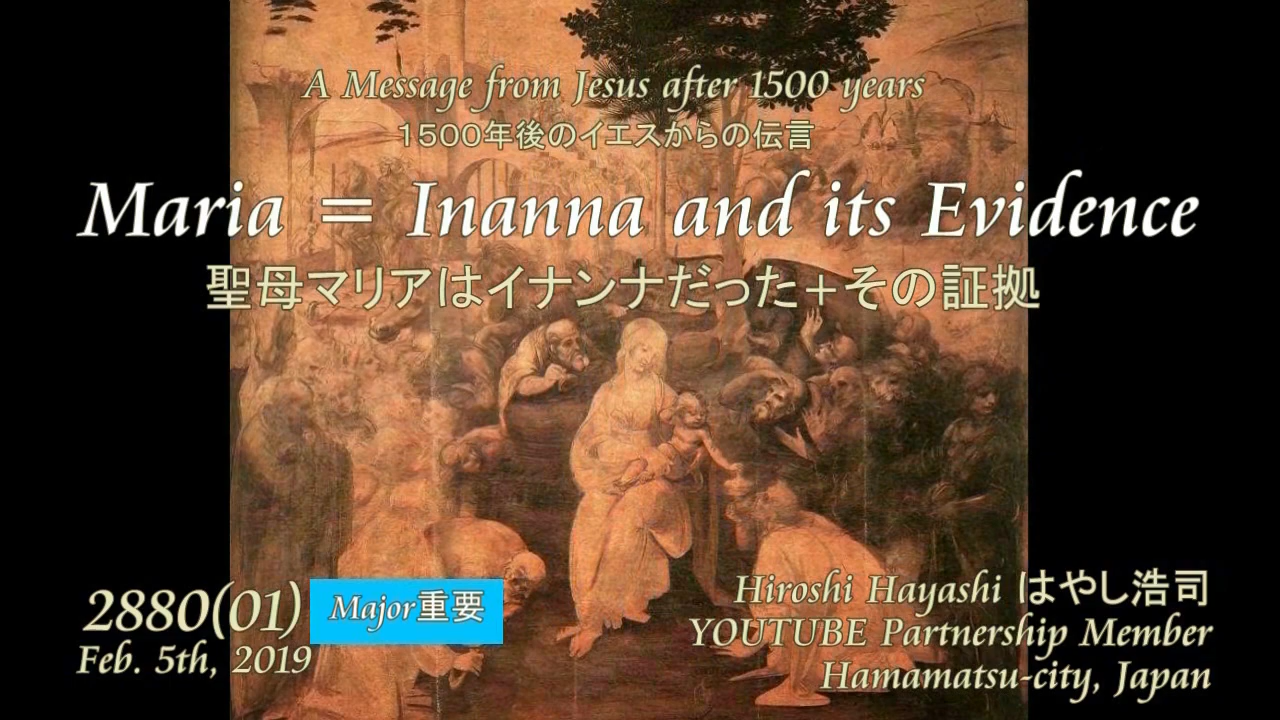 A Message from Jesus after 1500 years
1500年後のイエスからの伝言
Maria = Inanna and its Evidence
聖母マリアはイナンナだった+その証拠
2880(01) Major重要
Feb. 5th, 2019
Hiroshi Hayashi はやし浩司
YOUTUBE Partnership Member
Hamamatsu-city, Japan